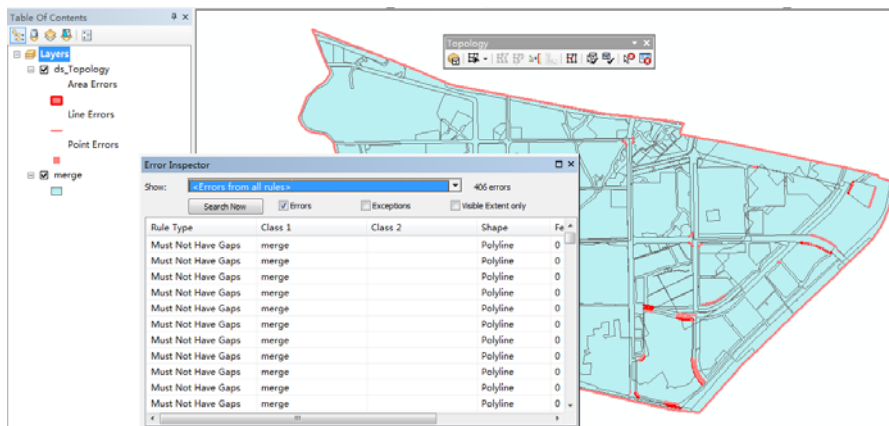 Table Of Contents
Layers
ds_Topology
Area Errors
Line Errors
Point Errors
merge
Topology
Error Inspector
Show: <Errors from all rules> 406 errors
Search Now Errors Exceptions Visible Extent only
Rule Type Class 1 Class 2 Shape Fe
Must Not Have Gaps merge Polyline 0
Must Not Have Gaps merge Polyline 0
Must Not Have Gaps merge Polyline 0
Must Not Have Gaps merge Polyline 0
Must Not Have Gaps merge Polyline 0
Must Not Have Gaps merge Polyline 0
Must Not Have Gaps merge Polyline 0
Must Not Have Gaps merge Polyline 0
Must Not Have Gaps merge Polyline 0
Must Not Have Gaps merge Polyline 0
Must Not Have Gaps merge Polyline 0